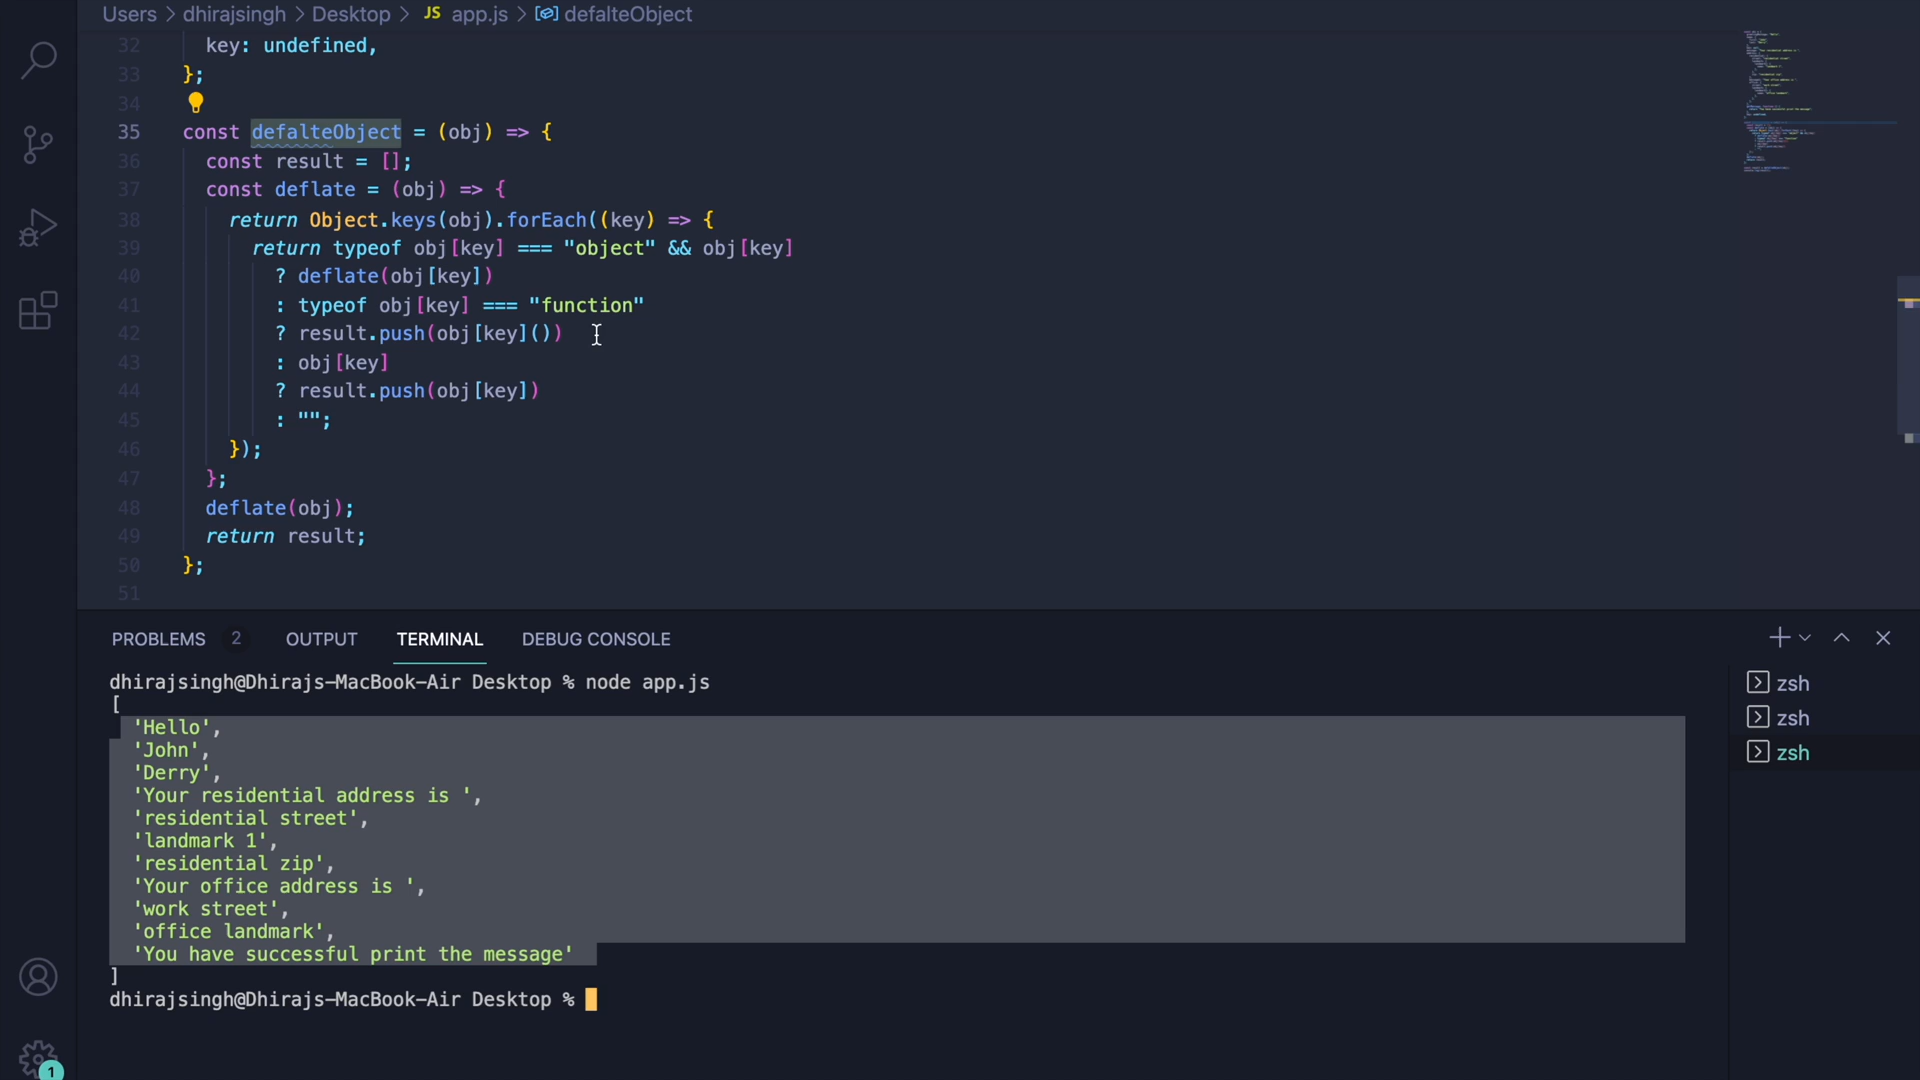 Users > dhirajsingh > Desktop > JS app.js > defalteObject
32 key: undefined,
33 };
34
35 const defalteObject = (obj) => {
36 const result = [];
37 const deflate = (obj) => {
38 return Object.keys(obj).forEach((key) => {
39 return typeof obj[key] === "object" && obj[key]
40 ? deflate(obj[key])
41 : typeof obj[key] === "function"
42 ? result.push(obj[key]())
43 : obj[key]
44 ? result.push(obj[key])
45 : "";
46 });
47 };
48 deflate(obj);
49 return result;
50 };
51
PROBLEMS 2 OUTPUT TERMINAL DEBUG CONSOLE
dhirajsingh@Dhirajs-MacBook-Air Desktop % node app.js
[
'Hello',
'John',
'Derry',
'Your residential address is ',
'residential street',
'landmark 1',
'residential zip',
'Your office address is ',
'work street',
'office landmark',
'You have successful print the message'
]
dhirajsingh@Dhirajs-MacBook-Air Desktop %
zsh
zsh
zsh
1